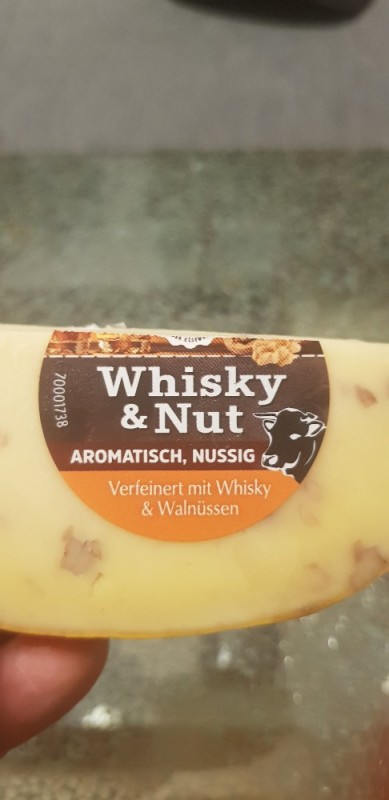 Whisky
& Nut
AROMATISCH, NUSSIG
Verfeinert mit Whisky
& Walnüssen
70001738